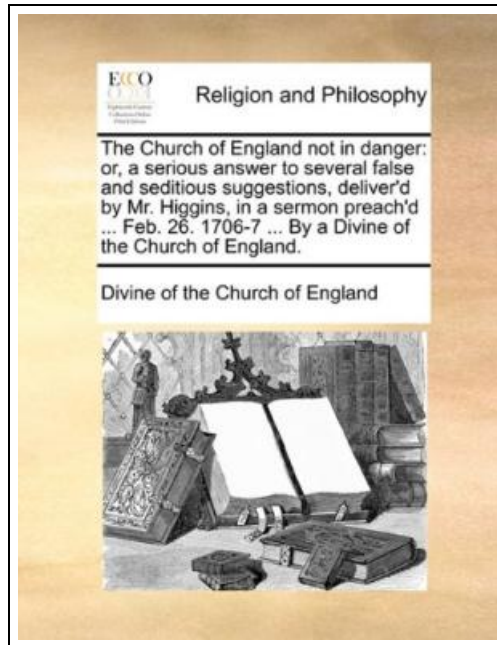 ECCO
Religion and Philosophy
The Church of England not in danger:
or, a serious answer to several false
and seditious suggestions, deliver'd
by Mr. Higgins, in a sermon preach'd
... Feb. 26. 1706-7 ... By a Divine of
the Church of England.
Divine of the Church of England